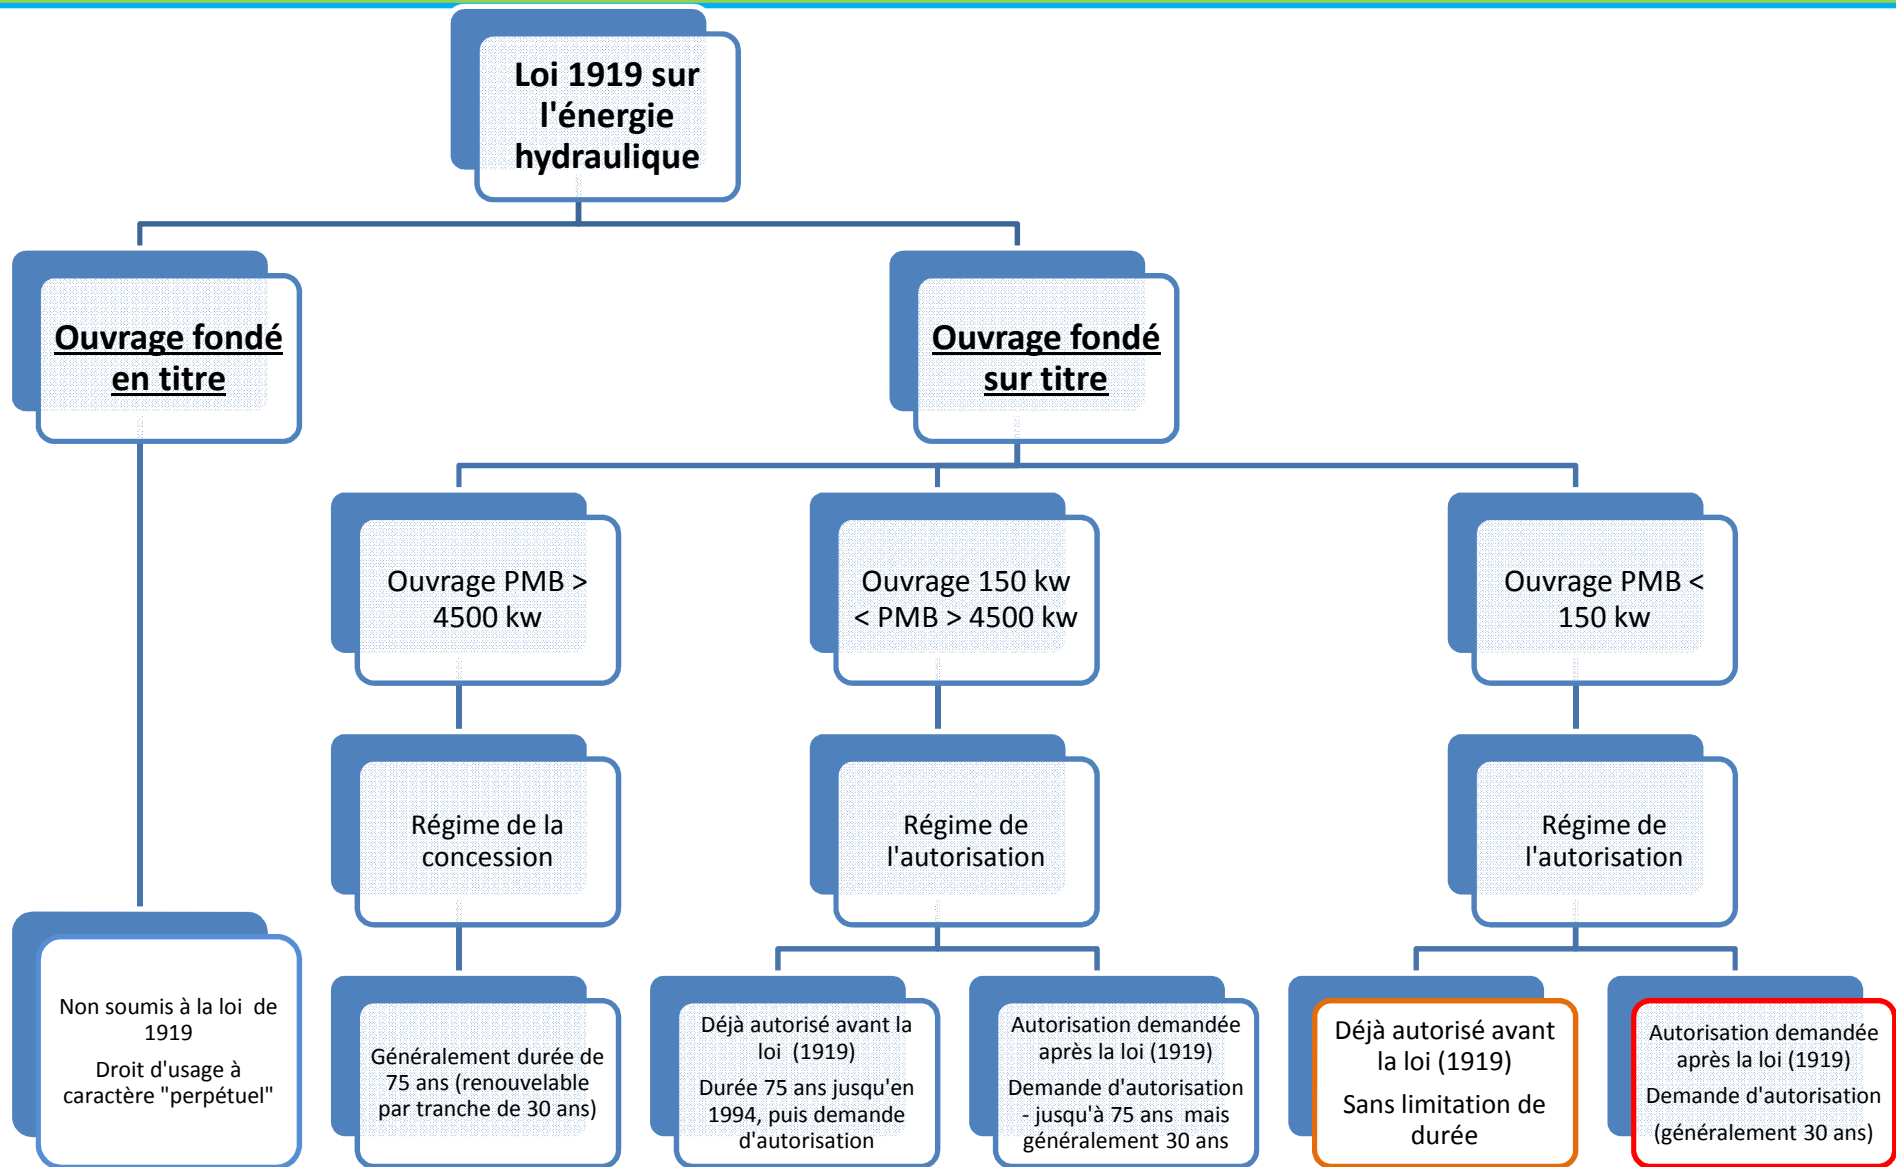 Loi 1919 sur
l'énergie
hydraulique
Ouvrage fondé
en titre
Ouvrage fondé
sur titre
Ouvrage PMB >
4500 kw
Ouvrage 150 kw
< PMB > 4500 kw
Ouvrage PMB <
150 kw
Régime de la
concession
Régime de
l'autorisation
Régime de
l'autorisation
Non soumis à la loi de
1919
Droit d'usage à
caractère "perpétuel"
Généralement durée de
75 ans (renouvelable
par tranche de 30 ans)
Déjà autorisé avant la
loi (1919)
Durée 75 ans jusqu'en
1994, puis demande
d'autorisation
Autorisation demandée
après la loi (1919)
Demande d'autorisation
- jusqu'à 75 ans mais
généralement 30 ans
Déjà autorisé avant
la loi (1919)
Sans limitation de
durée
Autorisation demandée
après la loi (1919)
Demande d'autorisation
(généralement 30 ans)